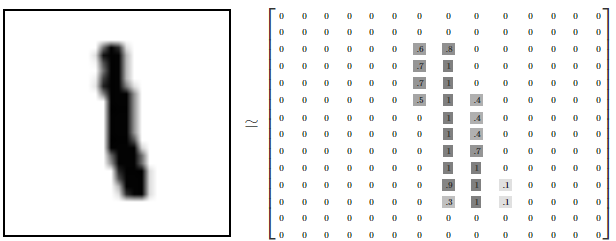 0 0 0 0 0 0 0 0 0 0 0 0 0 0
0 0 0 0 0 0 0 0 0 0 0 0 0 0
0 0 0 0 0 0 .6 .8 0 0 0 0 0 0
0 0 0 0 0 0 .7 1 0 0 0 0 0 0
0 0 0 0 0 0 .7 1 0 0 0 0 0 0
0 0 0 0 0 0 .5 1 .4 0 0 0 0 0
≃ 0 0 0 0 0 0 0 1 .4 0 0 0 0 0
0 0 0 0 0 0 0 1 .4 0 0 0 0 0
0 0 0 0 0 0 0 1 .7 0 0 0 0 0
0 0 0 0 0 0 0 1 1 0 0 0 0 0
0 0 0 0 0 0 0 .9 1 .1 0 0 0 0
0 0 0 0 0 0 0 .3 1 .1 0 0 0 0
0 0 0 0 0 0 0 0 0 0 0 0 0 0
0 0 0 0 0 0 0 0 0 0 0 0 0 0